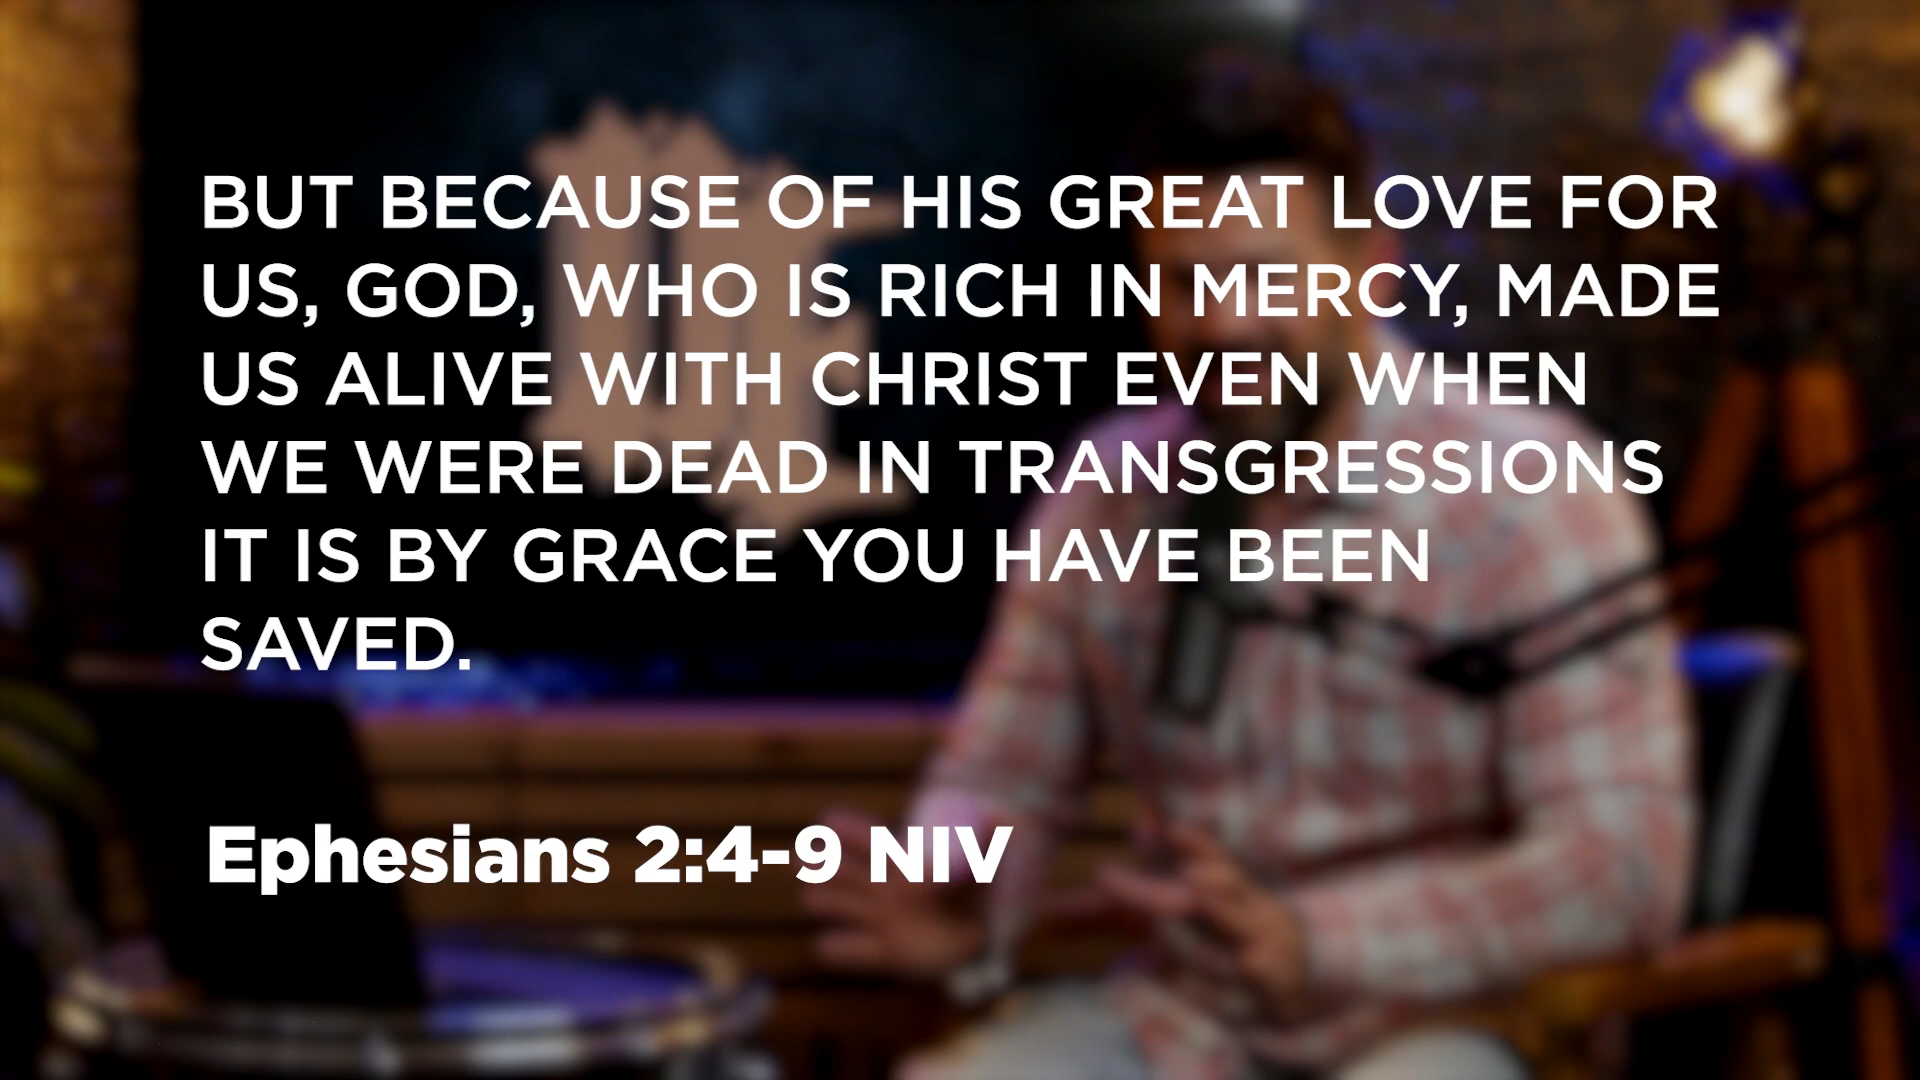 BUT BECAUSE OF HIS GREAT LOVE FOR
US, GOD, WHO IS RICH IN MERCY, MADE
US ALIVE WITH CHRIST EVEN WHEN
WE WERE DEAD IN TRANSGRESSIONS
IT IS BY GRACE YOU HAVE BEEN
SAVED.
Ephesians 2:4-9 NIV